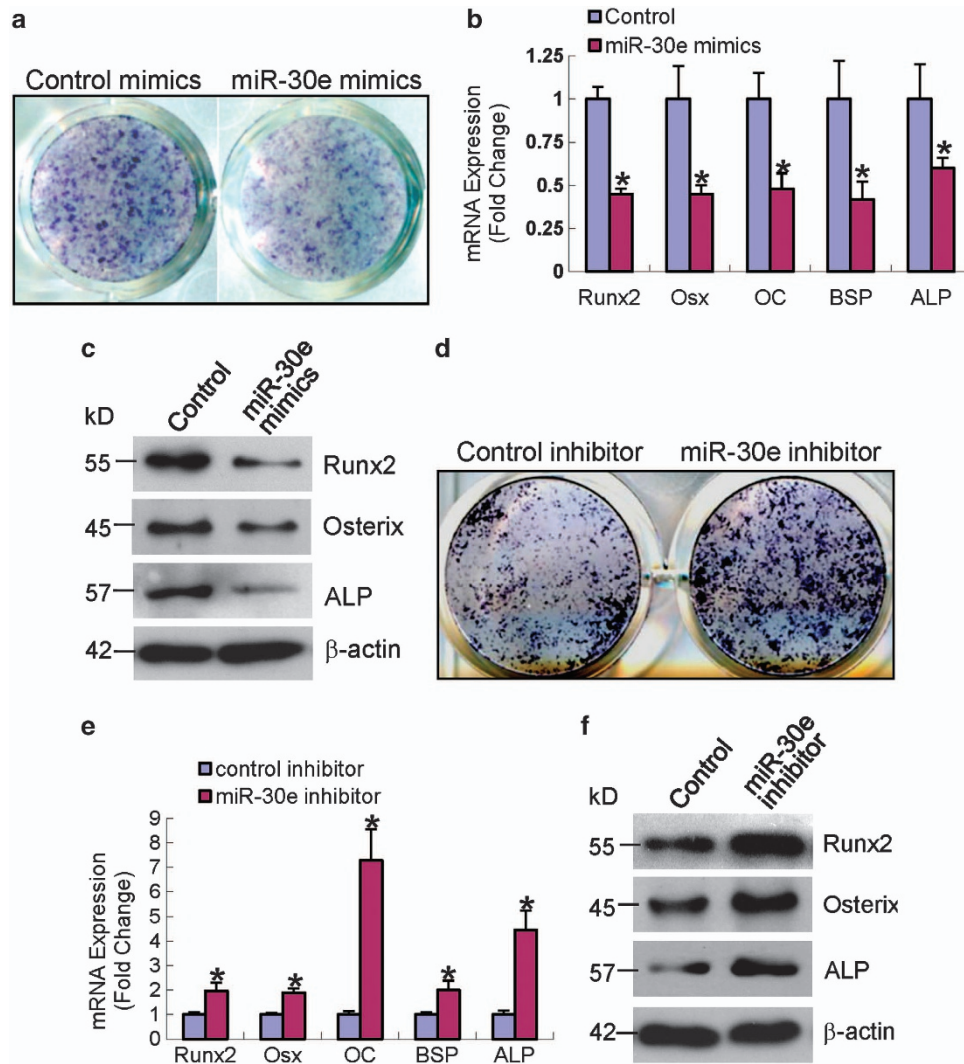 a
Control mimics miR-30e mimics
b
Control
miR-30e mimics
mRNA Expression
(Fold Change)
1.25
1
0.75
0.5
0.25
0
* * * * *
Runx2 Osx OC BSP ALP
c
kD
Control
miR-30e
mimics
55 Runx2
45 Osterix
57 ALP
42 β-actin
d
Control inhibitor miR-30e inhibitor
e
control inhibitor
miR-30e inhibitor
mRNA Expression
(Fold Change)
9
8
7
6
5
4
3
2
1
0
* * * * *
Runx2 Osx OC BSP ALP
f
kD
Control
miR-30e
inhibitor
55 Runx2
45 Osterix
57 ALP
42 β-actin